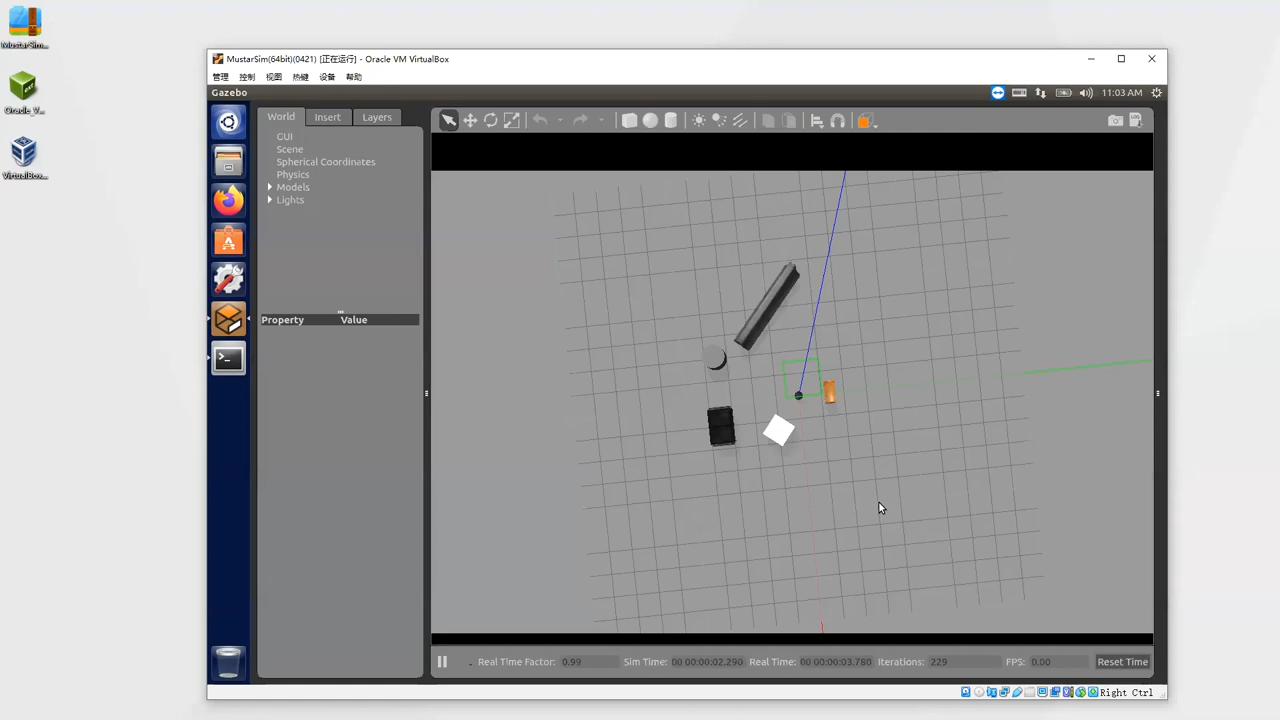 MustarSim...
Oracle_V...
VirtualBox...
MustarSim(64bit)(0421) [正在运行] - Oracle VM VirtualBox
管理 控制 视图 热键 设备 帮助
Gazebo
11:03 AM
World Insert Layers
GUI
Scene
Spherical Coordinates
Physics
Models
Lights
Property Value
Real Time Factor: 0.99 Sim Time: 00 00:00:02.290 Real Time: 00 00:00:03.780 Iterations: 229 FPS: 0.00 Reset Time
Right Ctrl